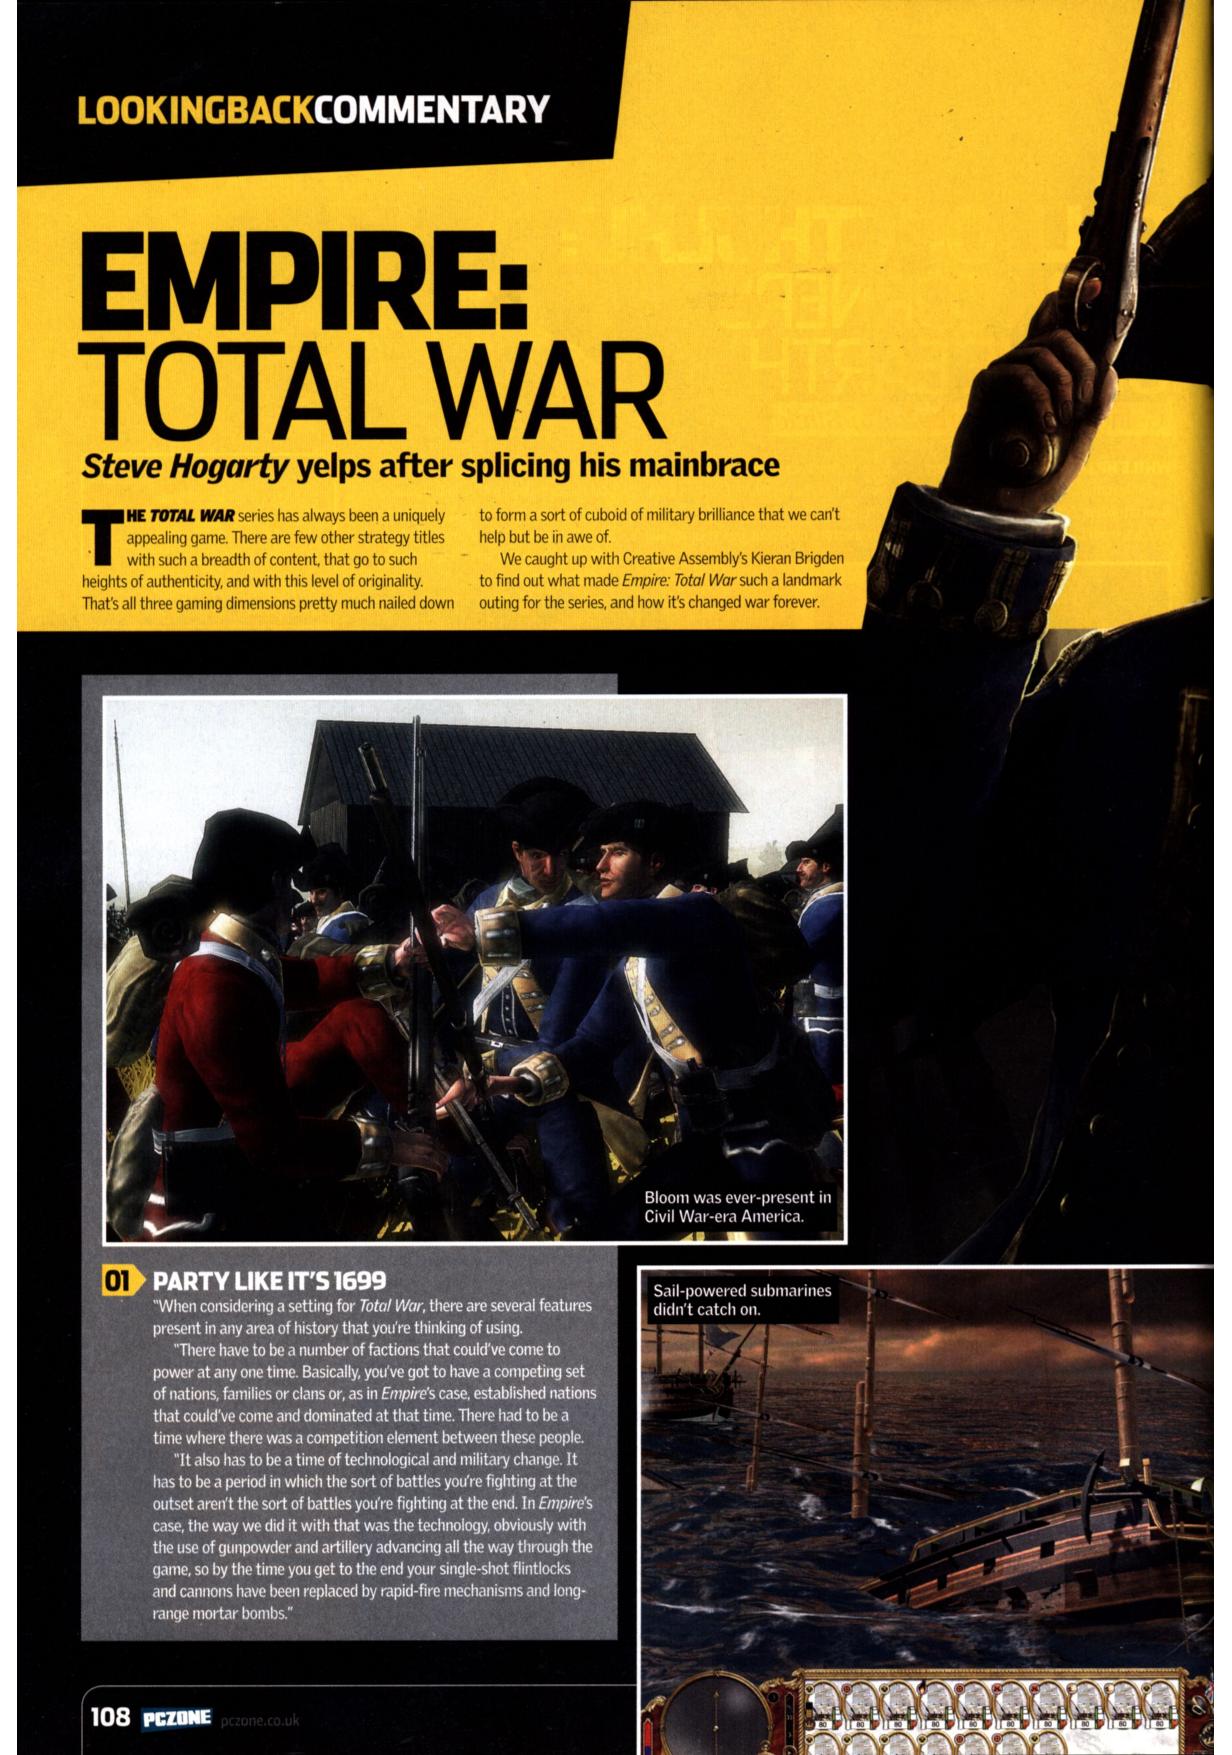 LOOKINGBACKCOMMENTARY
EMPIRE:
TOTAL WAR
Steve Hogarty yelps after splicing his mainbrace
THE TOTAL WAR series has always been a uniquely
appealing game. There are few other strategy titles
with such a breadth of content, that go to such
heights of authenticity, and with this level of originality.
That's all three gaming dimensions pretty much nailed down
to form a sort of cuboid of military brilliance that we can't
help but be in awe of.
We caught up with Creative Assembly's Kieran Brigden
to find out what made Empire: Total War such a landmark
outing for the series, and how it's changed war forever.
Bloom was ever-present in
Civil War-era America.
01 PARTY LIKE IT'S 1699
"When considering a setting for Total War, there are several features
present in any area of history that you're thinking of using.
"There have to be a number of factions that could've come to
power at any one time. Basically, you've got to have a competing set
of nations, families or clans or, as in Empire's case, established nations
that could've come and dominated at that time. There had to be a
time where there was a competition element between these people.
"It also has to be a time of technological and military change. It
has to be a period in which the sort of battles you're fighting at the
outset aren't the sort of battles you're fighting at the end. In Empire's
case, the way we did it with that was the technology, obviously with
the use of gunpowder and artillery advancing all the way through the
game, so by the time you get to the end your single-shot flintlocks
and cannons have been replaced by rapid-fire mechanisms and long-
range mortar bombs."
Sail-powered submarines
didn't catch on.
108 PCZONE pczone.co.uk